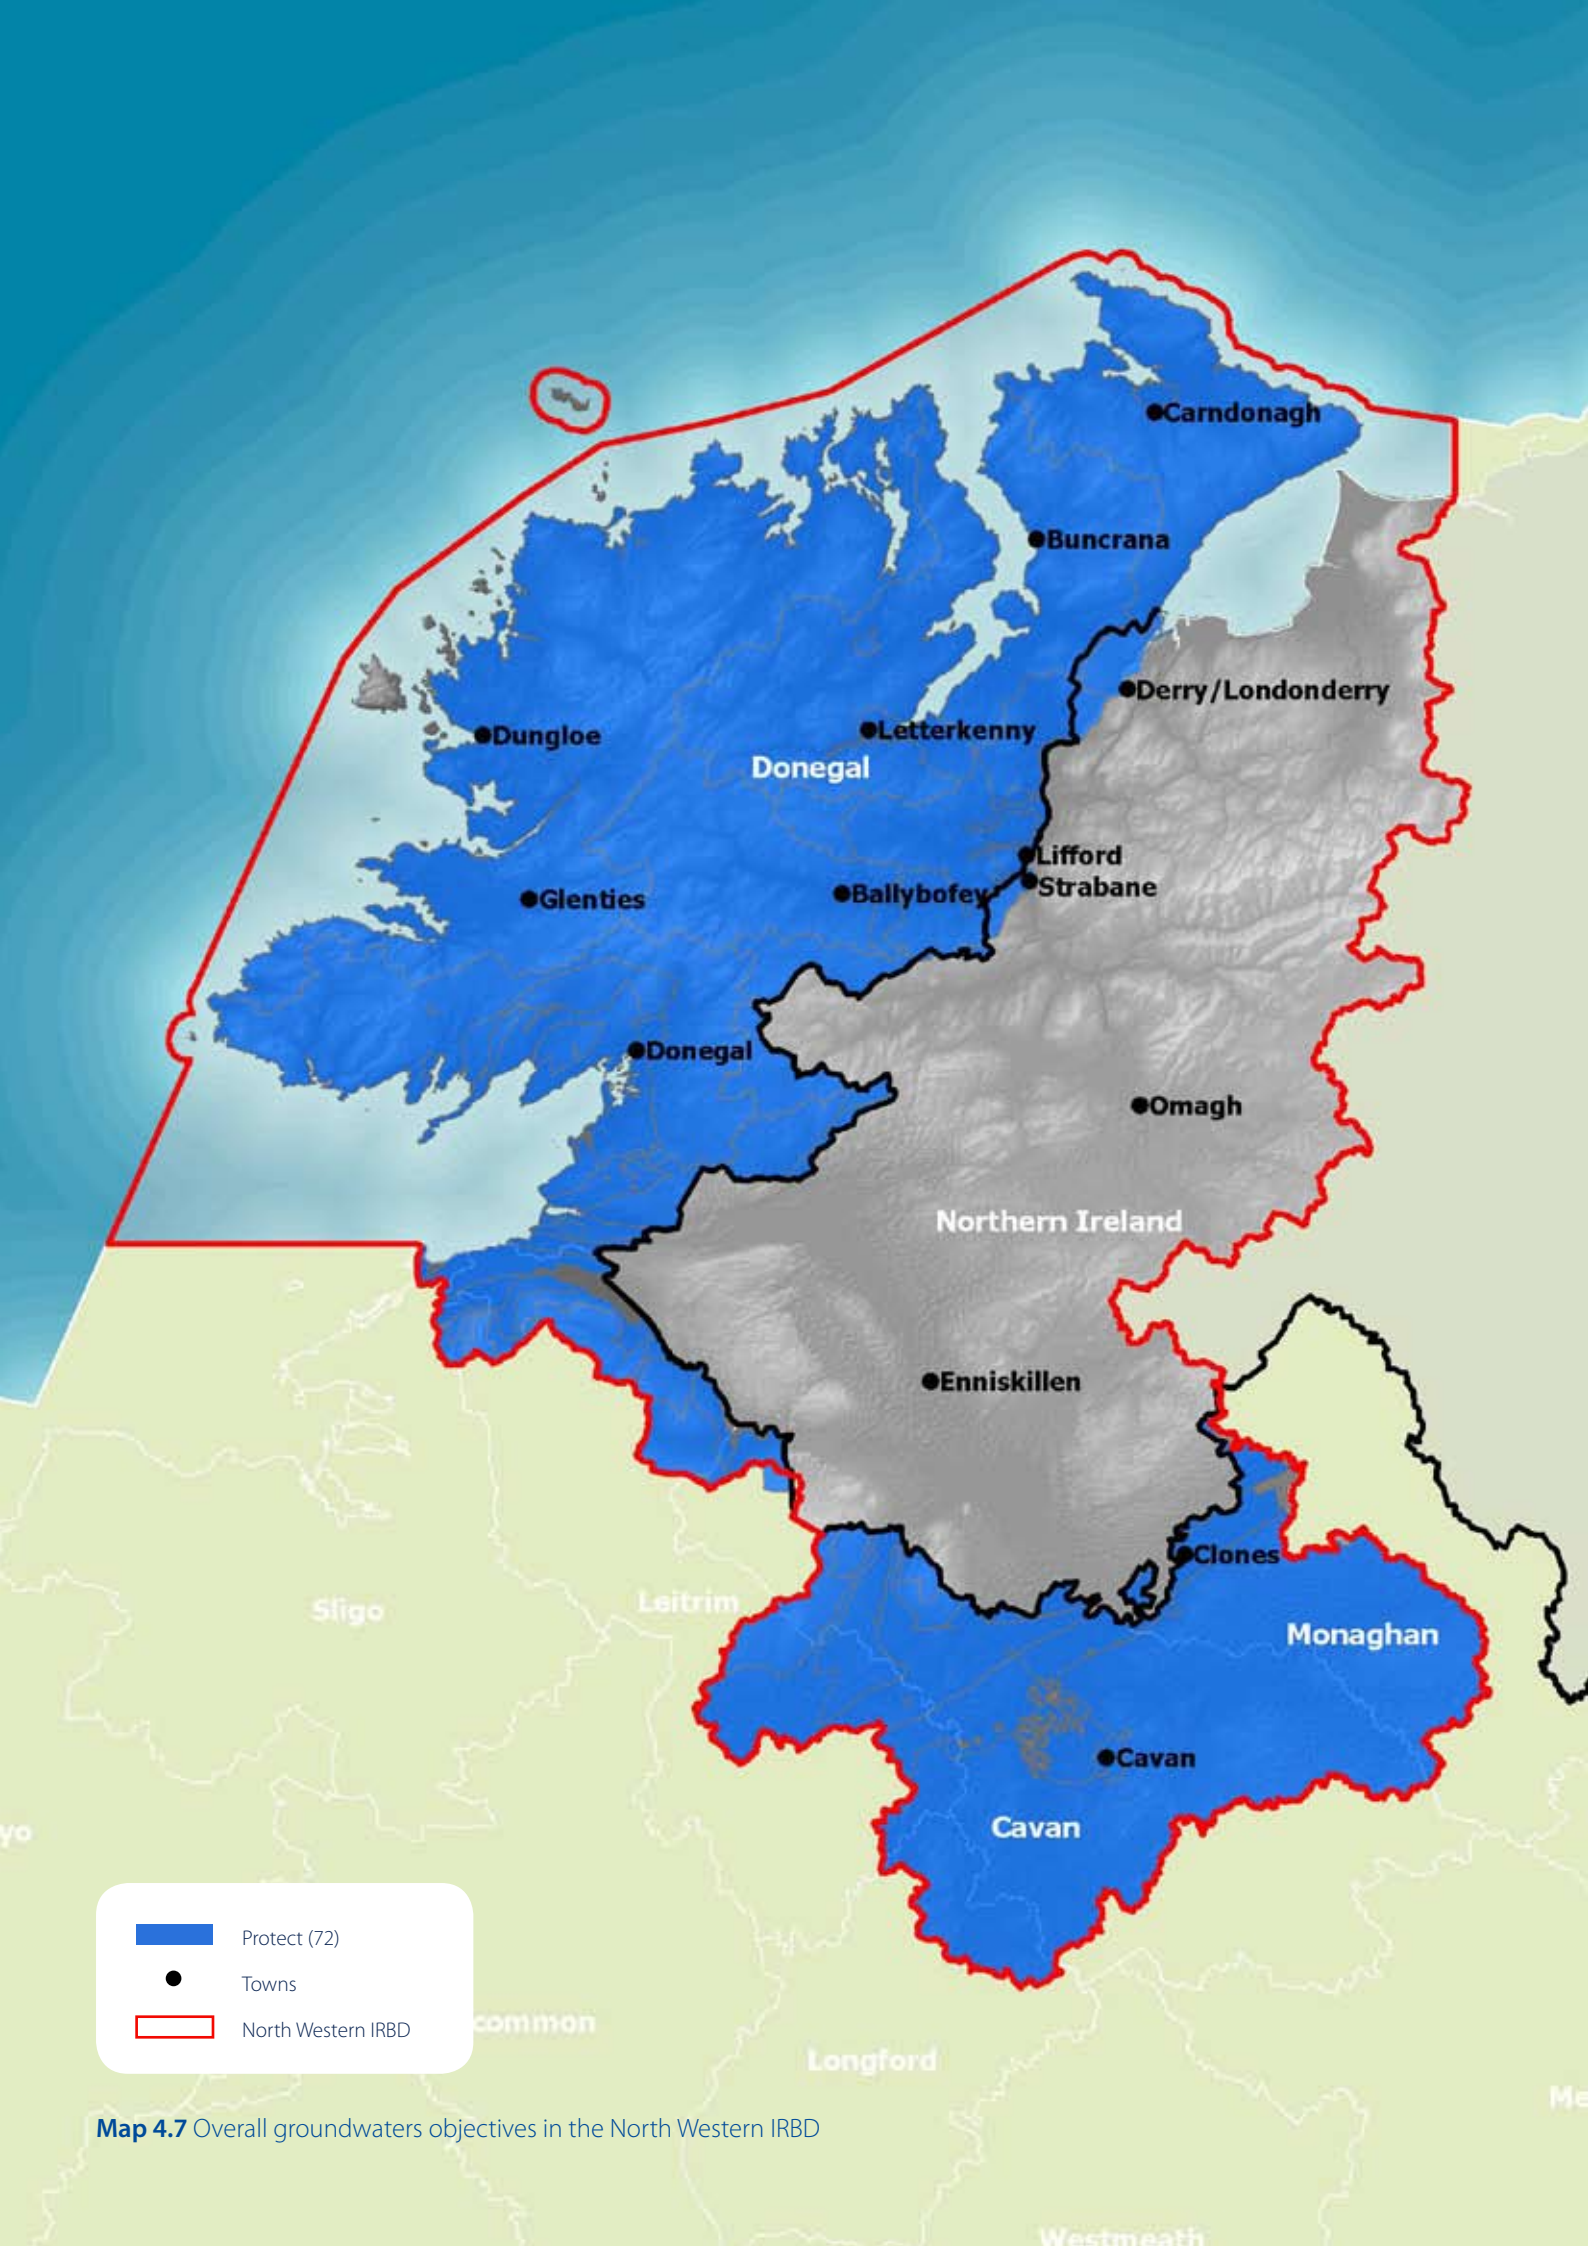 Carndonagh
Buncrana
Derry/Londonderry
Letterkenny
Dungloe
Donegal
Lifford
Strabane
Ballybofey
Glenties
Donegal
Omagh
Northern Ireland
Enniskillen
Clones
Leitrim
Sligo
Monaghan
Cavan
Cavan
yo
Protect (72)
Towns
North Western IRBD
common
Longford
Me
Map 4.7 Overall groundwaters objectives in the North Western IRBD
Westmeath